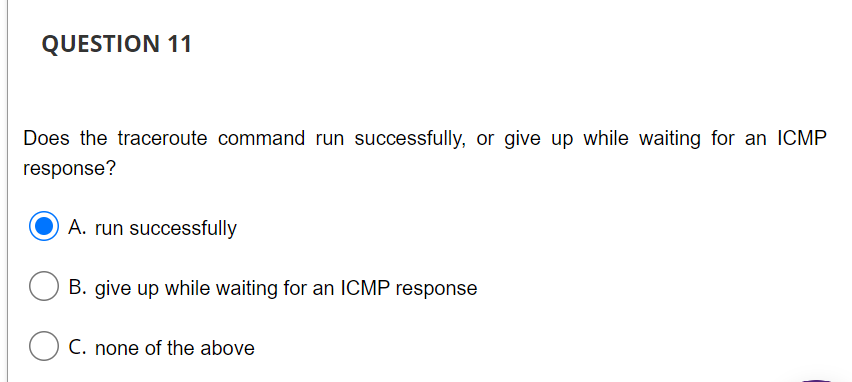 QUESTION 11
Does the traceroute command run successfully, or give up while waiting for an ICMP
response?
A. run successfully
B. give up while waiting for an ICMP response
C. none of the above